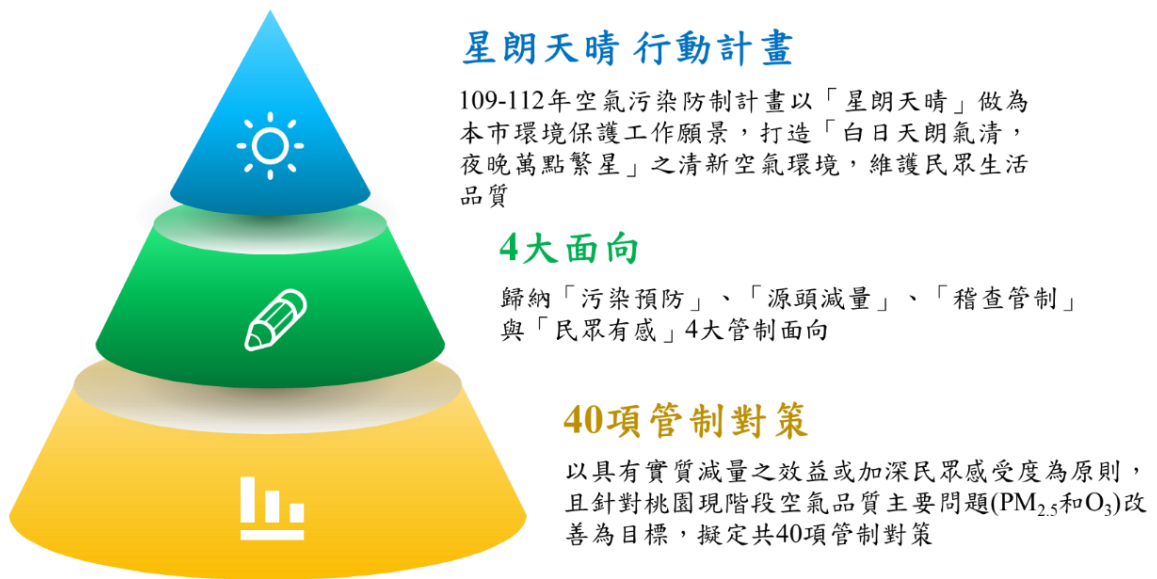 星朗天晴 行動計畫
109-112年空氣污染防制計畫以「星朗天晴」做為
本市環境保護工作願景，打造「白日天朗氣清，
夜晚萬點繁星」之清新空氣環境，維護民眾生活
品質
4大面向
歸納「污染預防」、「源頭減量」、「稽查管制」
與「民眾有感」4大管制面向
40項管制對策
以具有實質減量之效益或加深民眾感受度為原則，
且針對桃園現階段空氣品質主要問題(PM₂.₅和O₃)改
善為目標，擬定共40項管制對策